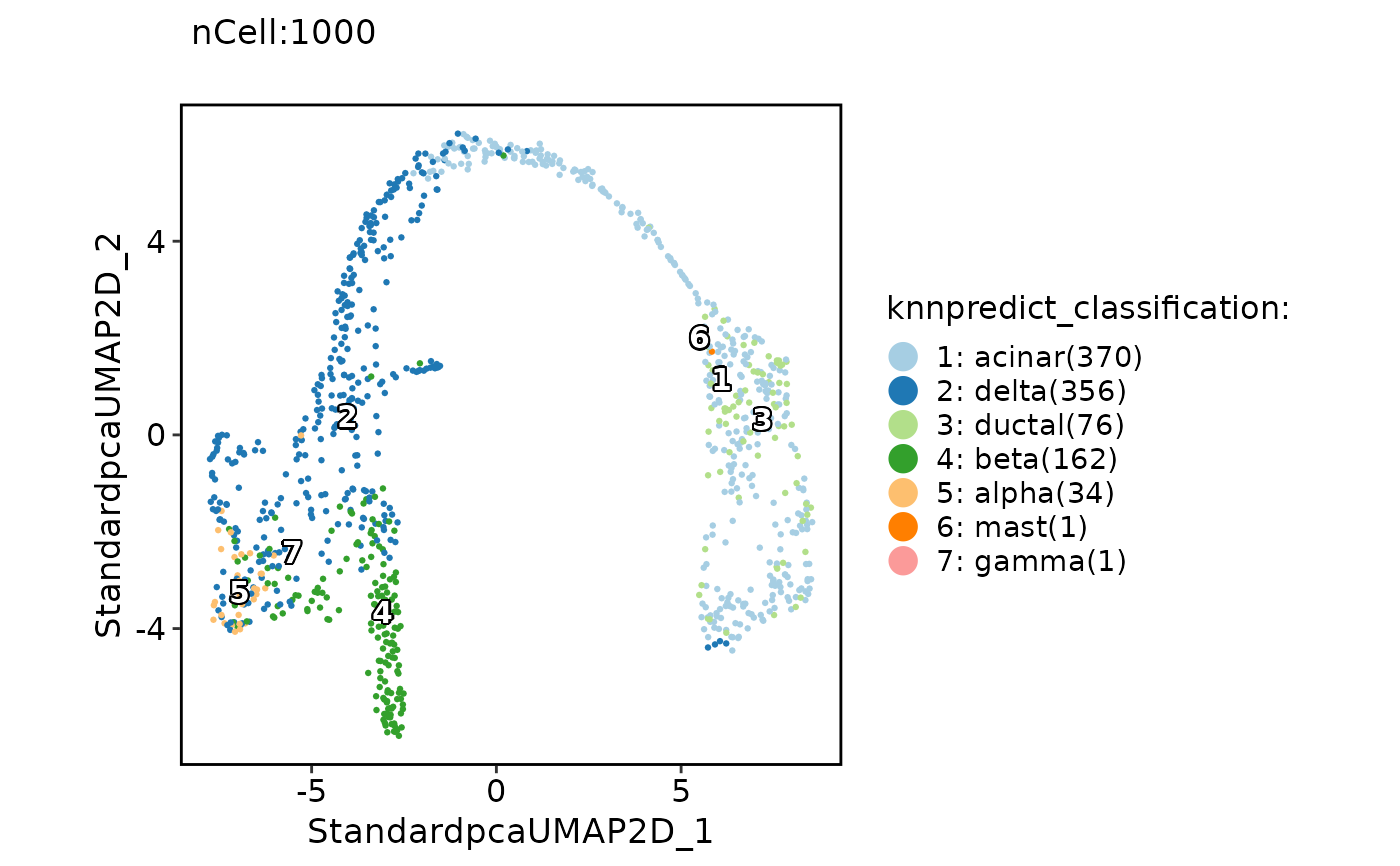 nCell:1000
StandardpcaUMAP2D_2
4
0
-4
6
1
3
2
7
5
4
-5
0
5
StandardpcaUMAP2D_1
knnpredict_classification:
1: acinar(370)
2: delta(356)
3: ductal(76)
4: beta(162)
5: alpha(34)
6: mast(1)
7: gamma(1)